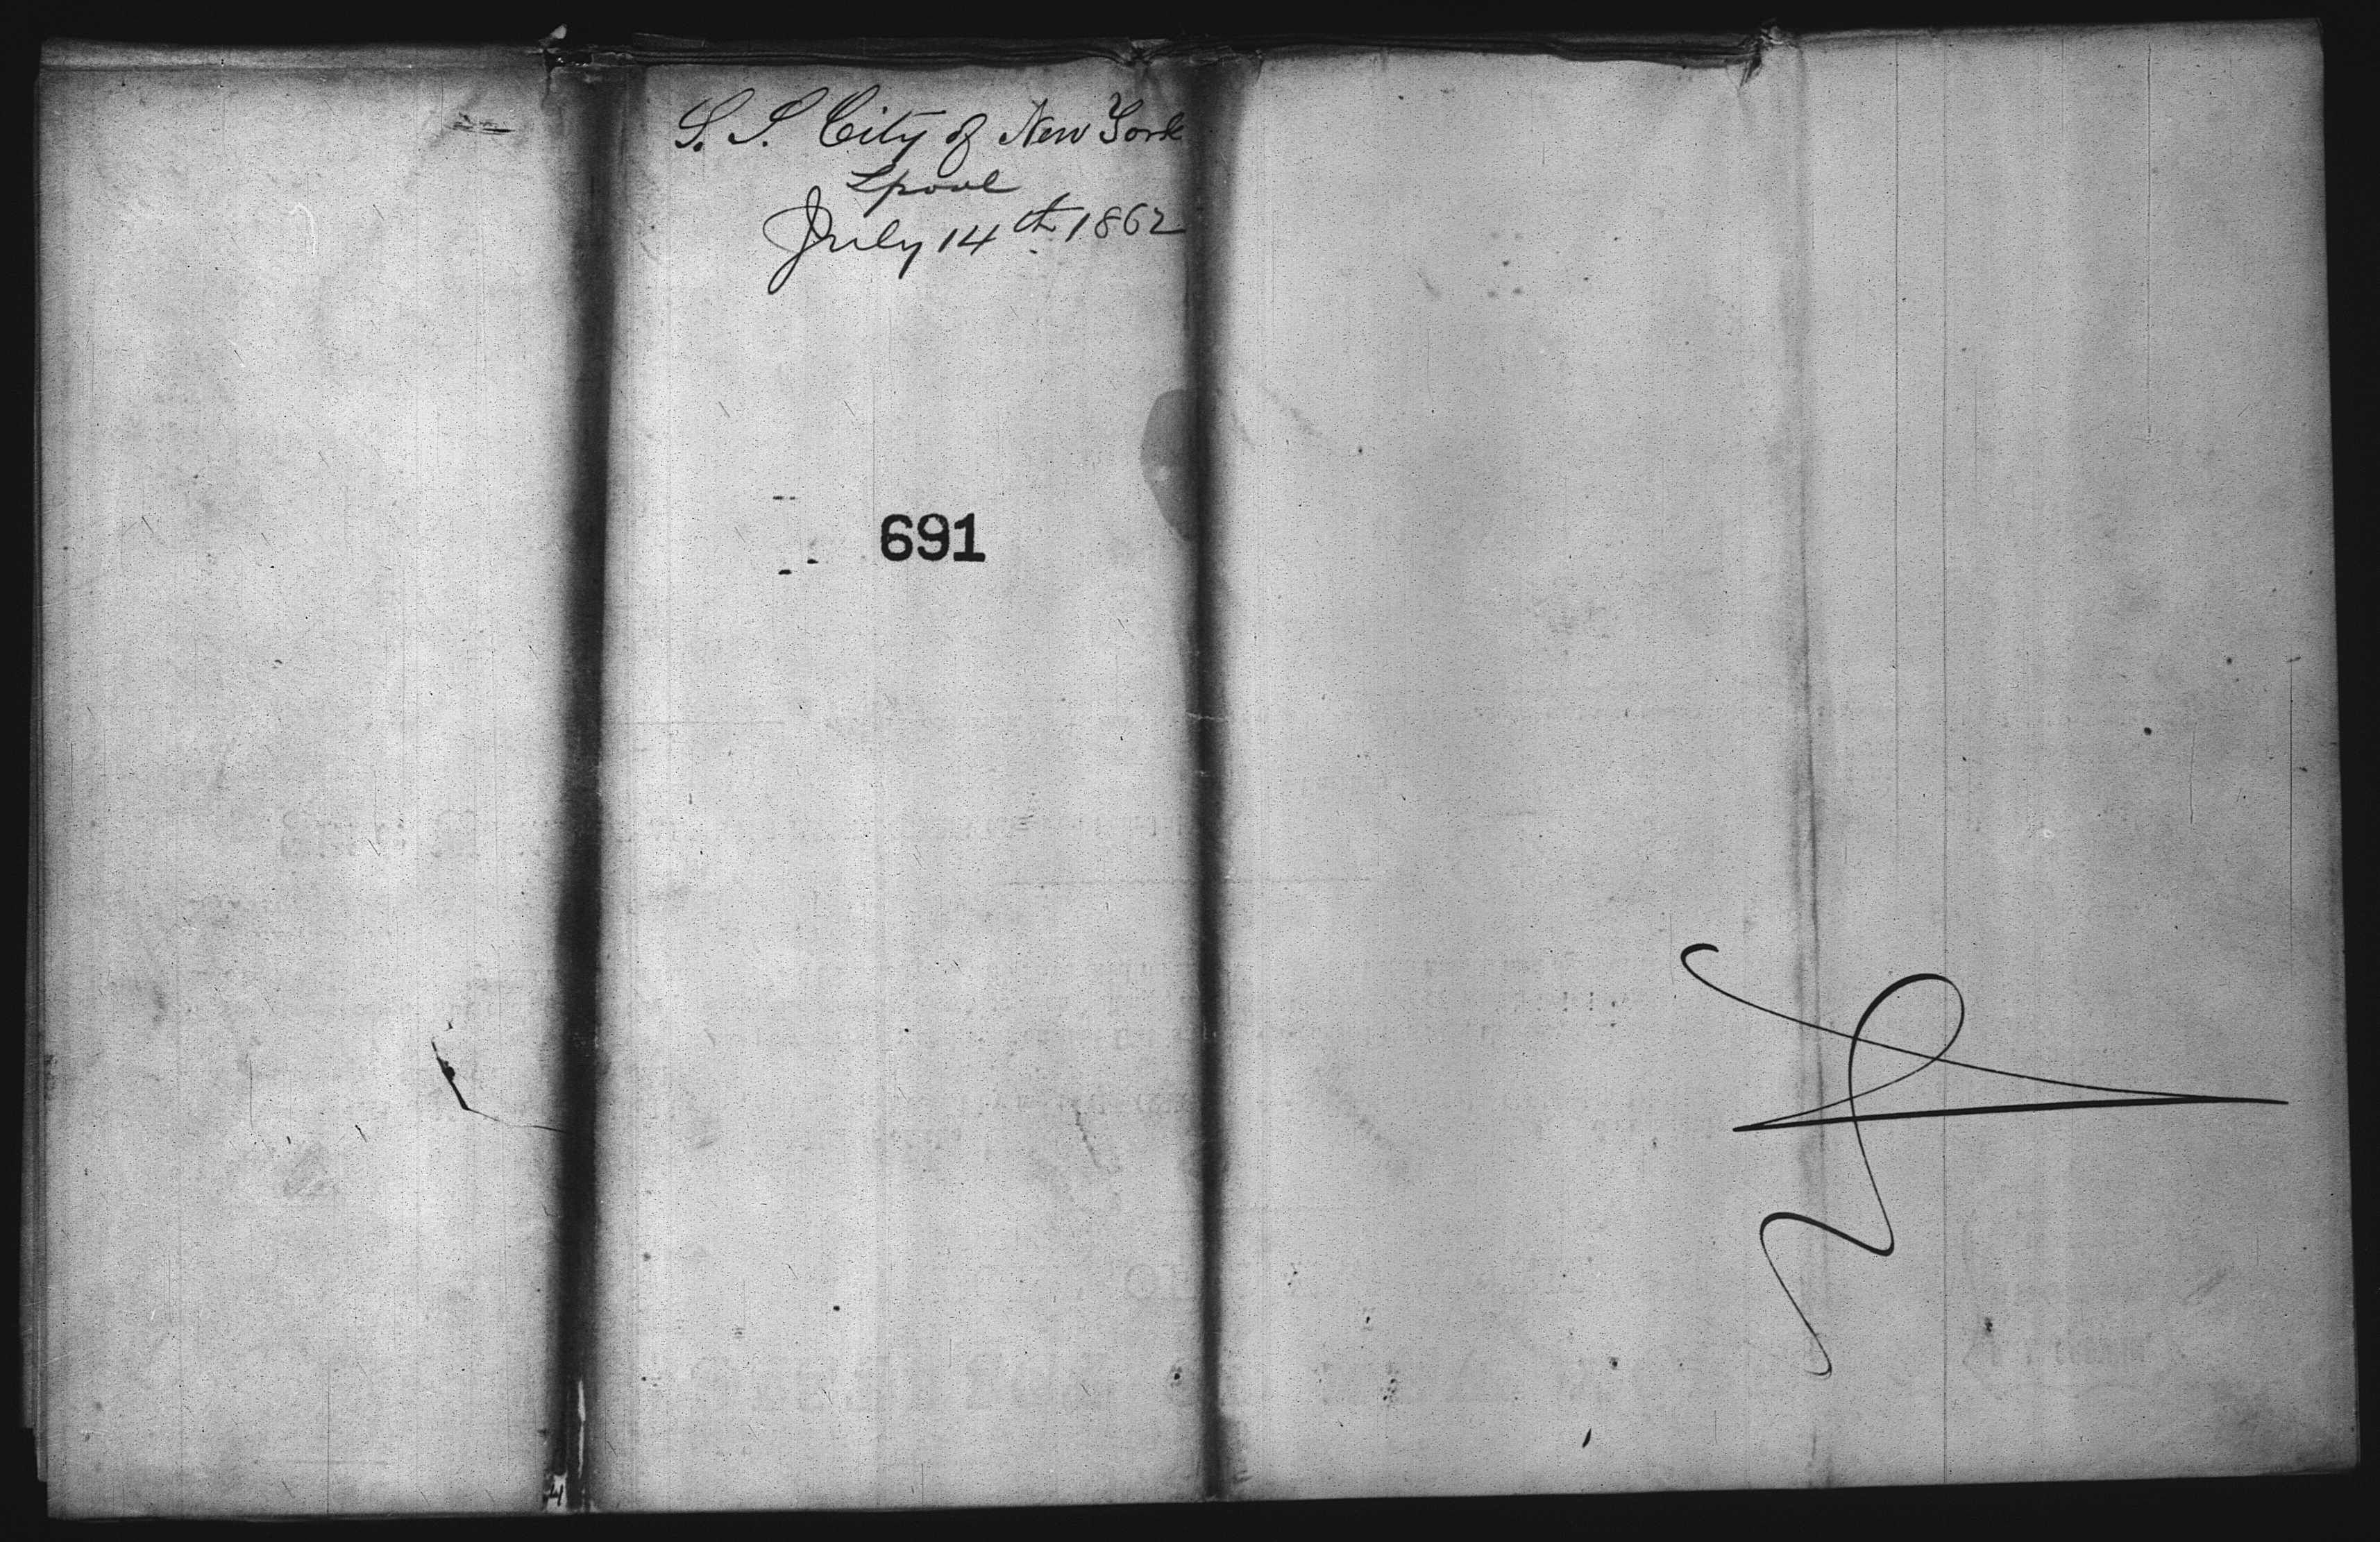 S. S. City of New York
Lpool
July 14th 1862
691